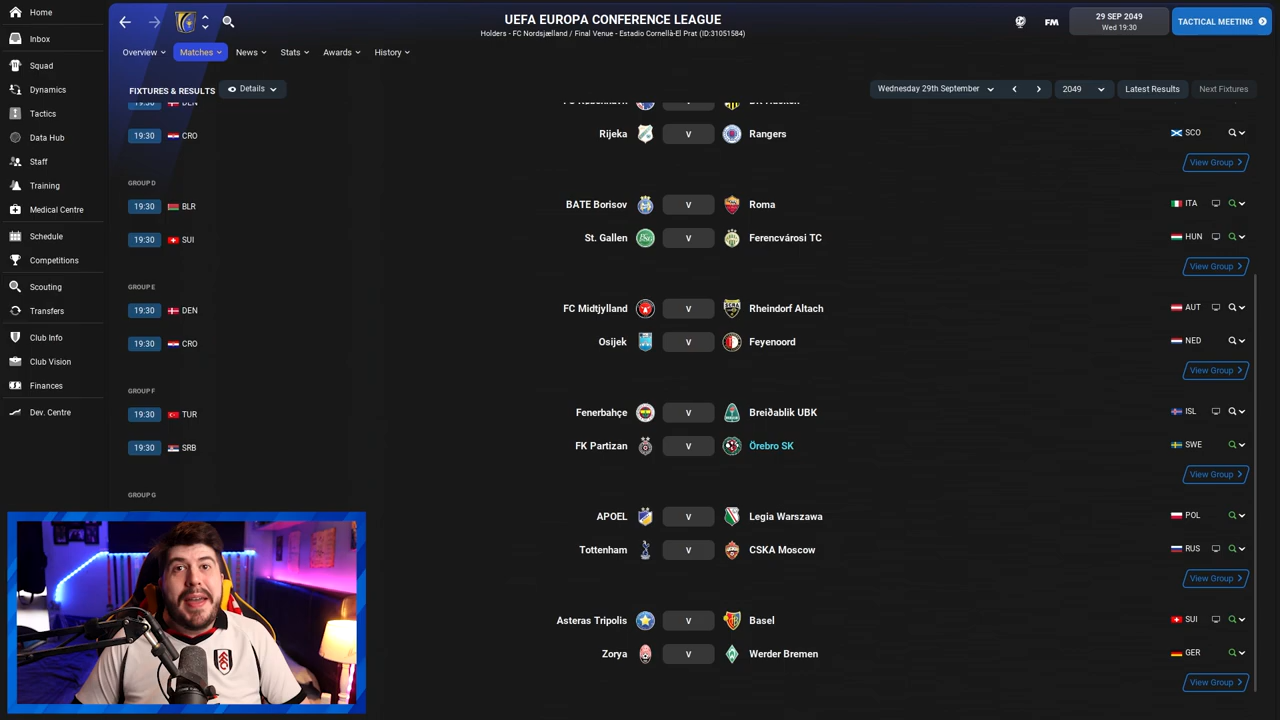 Home
UEFA EUROPA CONFERENCE LEAGUE
Holders - FC Nordsjælland / Final Venue - Estadio Cornellà-El Prat (ID:31051584)
FM
29 SEP 2049
Wed 19:30
TACTICAL MEETING
Inbox
Overview
Matches
News
Stats
Awards
History
Squad
Dynamics
Tactics
Data Hub
Staff
Training
Medical Centre
Schedule
Competitions
Scouting
Transfers
Club Info
Club Vision
Finances
Dev. Centre
FIXTURES & RESULTS
Details
Wednesday 29th September
2049
Latest Results
Next Fixtures
19:30 DEN
19:30 CRO Rijeka v Rangers SCO
View Group
GROUP D
19:30 BLR BATE Borisov v Roma ITA
19:30 SUI St. Gallen v Ferencvárosi TC HUN
View Group
GROUP E
19:30 DEN FC Midtjylland v Rheindorf Altach AUT
19:30 CRO Osijek v Feyenoord NED
View Group
GROUP F
19:30 TUR Fenerbahçe v Breiðablik UBK ISL
19:30 SRB FK Partizan v Örebro SK SWE
View Group
GROUP G
APOEL v Legia Warszawa POL
Tottenham v CSKA Moscow RUS
View Group
Asteras Tripolis v Basel SUI
Zorya v Werder Bremen GER
View Group